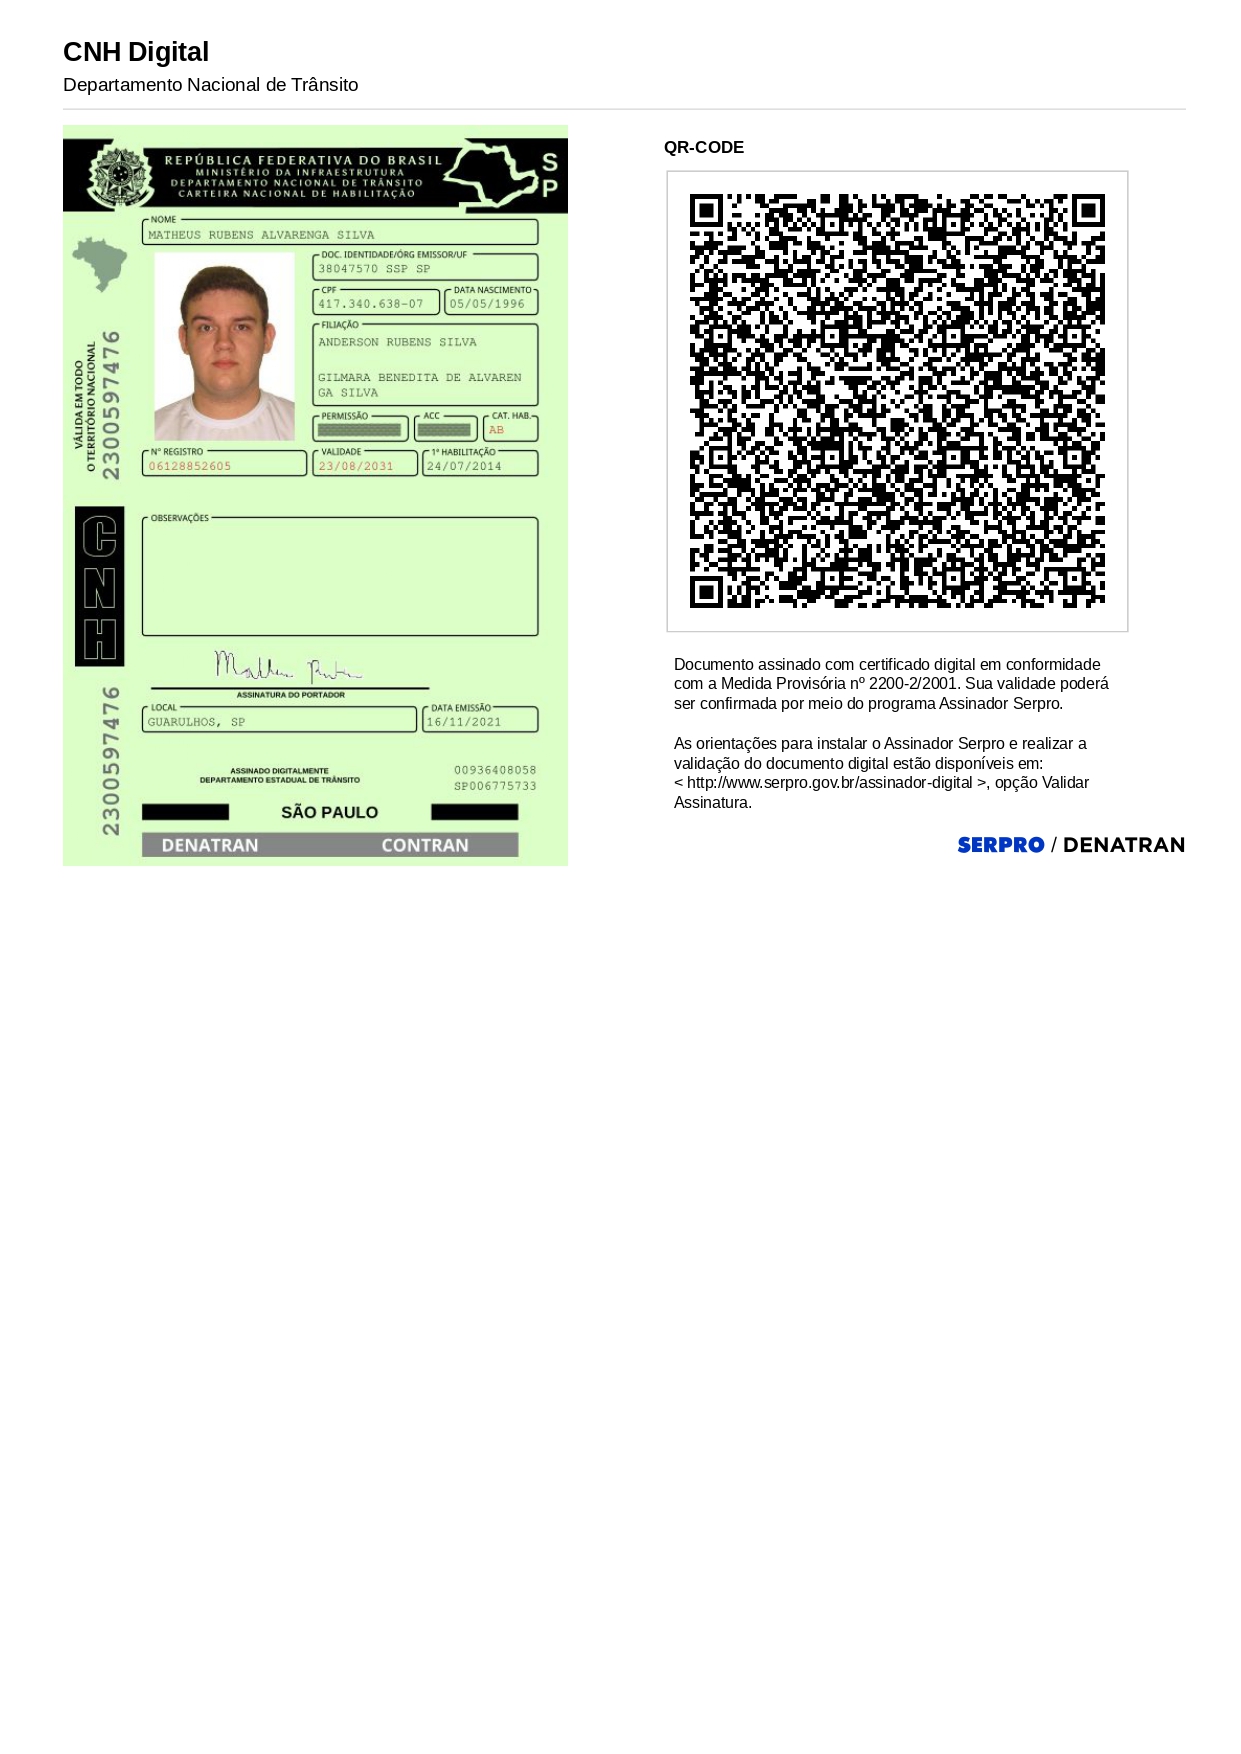 CNH Digital
Departamento Nacional de Trânsito
REPÚBLICA FEDERATIVA DO BRASIL
MINISTÉRIO DA INFRAESTRUTURA
DEPARTAMENTO NACIONAL DE TRÂNSITO
CARTEIRA NACIONAL DE HABILITAÇÃO
S
P
NOME
MATHEUS RUBENS ALVARENGA SILVA
DOC. IDENTIDADE/ÓRG EMISSOR/UF
38047570 SSP SP
CPF
417.340.638-07
DATA NASCIMENTO
05/05/1996
FILIAÇÃO
ANDERSON RUBENS SILVA
GILMARA BENEDITA DE ALVAREN
GA SILVA
PERMISSÃO
ACC
CAT. HAB.
AB
Nº REGISTRO
06128852605
VALIDADE
23/08/2031
1ª HABILITAÇÃO
24/07/2014
VÁLIDA EM TODO
O TERRITÓRIO NACIONAL
2300597476
CNH
OBSERVAÇÕES
ASSINATURA DO PORTADOR
LOCAL
GUARULHOS, SP
DATA EMISSÃO
16/11/2021
2300597476
ASSINADO DIGITALMENTE
DEPARTAMENTO ESTADUAL DE TRÂNSITO
00936408058
SP006775733
SÃO PAULO
DENATRAN CONTRAN
QR-CODE
Documento assinado com certificado digital em conformidade
com a Medida Provisória nº 2200-2/2001. Sua validade poderá
ser confirmada por meio do programa Assinador Serpro.
As orientações para instalar o Assinador Serpro e realizar a
validação do documento digital estão disponíveis em:
< http://www.serpro.gov.br/assinador-digital >, opção Validar
Assinatura.
SERPRO / DENATRAN